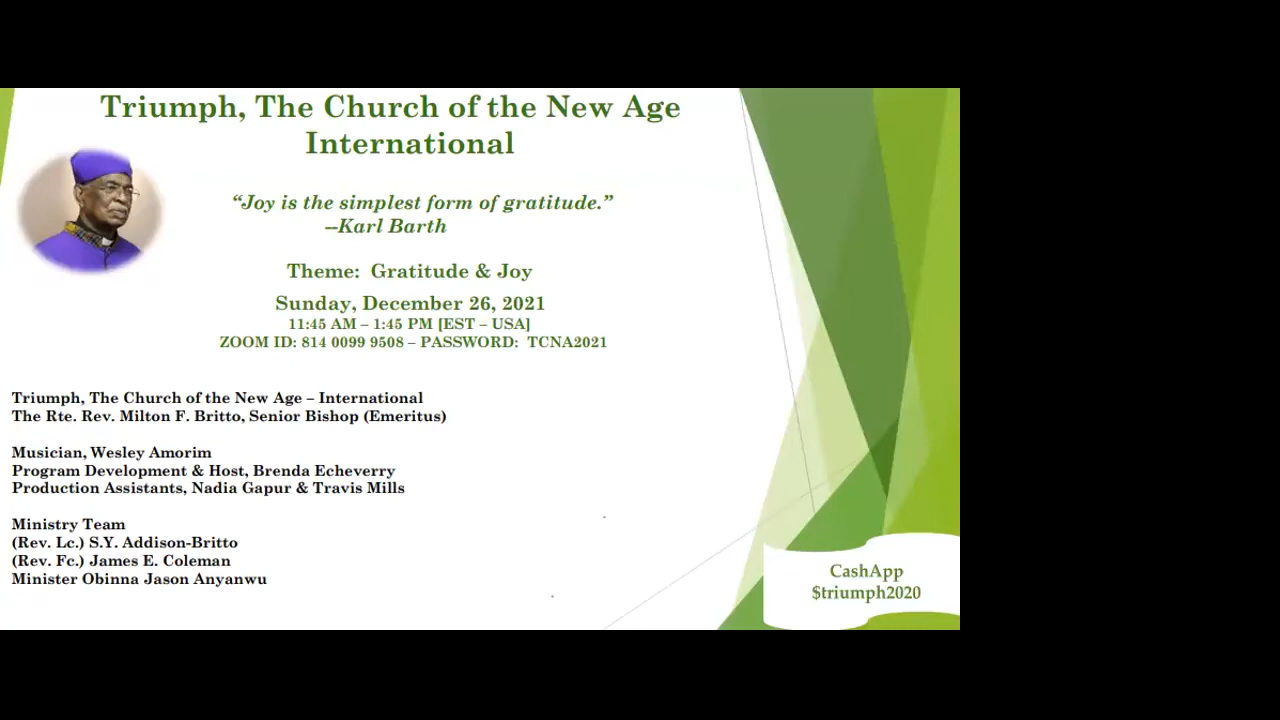 Triumph, The Church of the New Age
International
“Joy is the simplest form of gratitude.”
--Karl Barth
Theme:  Gratitude & Joy
Sunday, December 26, 2021
11:45 AM – 1:45 PM [EST – USA]
ZOOM ID: 814 0099 9508 – PASSWORD:  TCNA2021
Triumph, The Church of the New Age – International
The Rte. Rev. Milton F. Britto, Senior Bishop (Emeritus)
Musician, Wesley Amorim
Program Development & Host, Brenda Echeverry
Production Assistants, Nadia Gapur & Travis Mills
Ministry Team
(Rev. Lc.) S.Y. Addison-Britto
(Rev. Fc.) James E. Coleman
Minister Obinna Jason Anyanwu
CashApp
$triumph2020